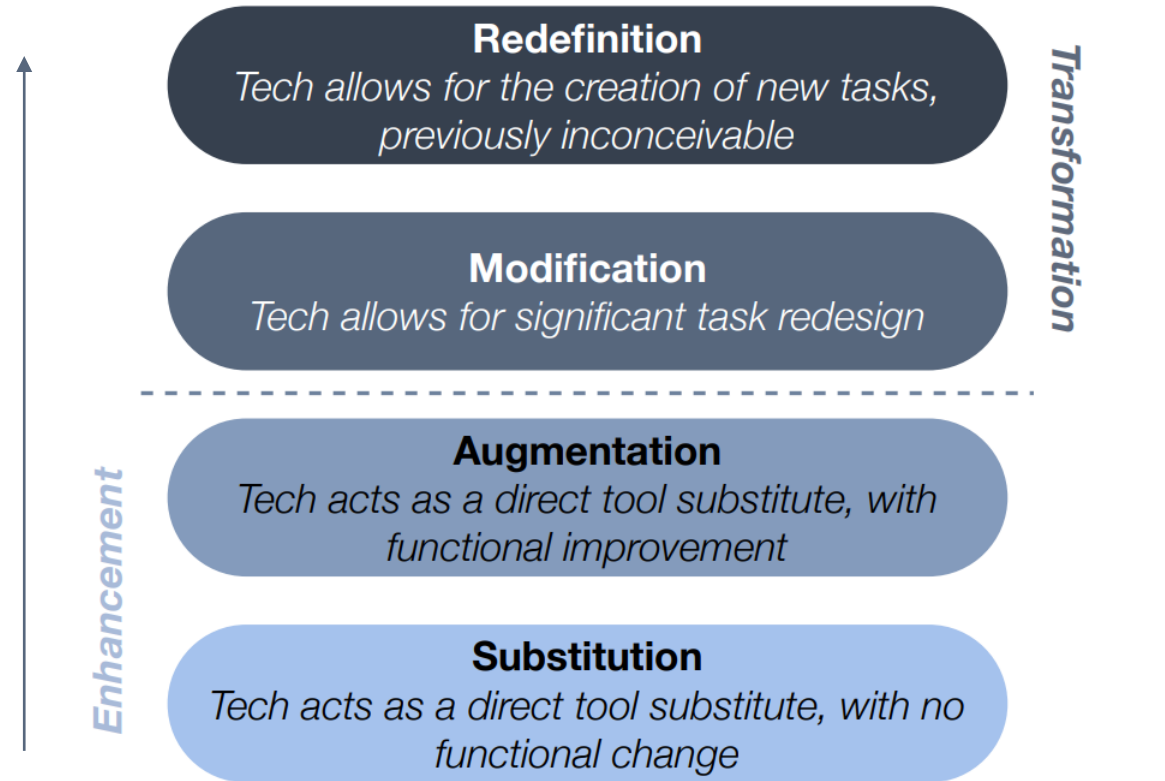 Redefinition
Tech allows for the creation of new tasks,
previously inconceivable
Transformation
Modification
Tech allows for significant task redesign
Augmentation
Tech acts as a direct tool substitute, with
functional improvement
Enhancement
Substitution
Tech acts as a direct tool substitute, with no
functional change